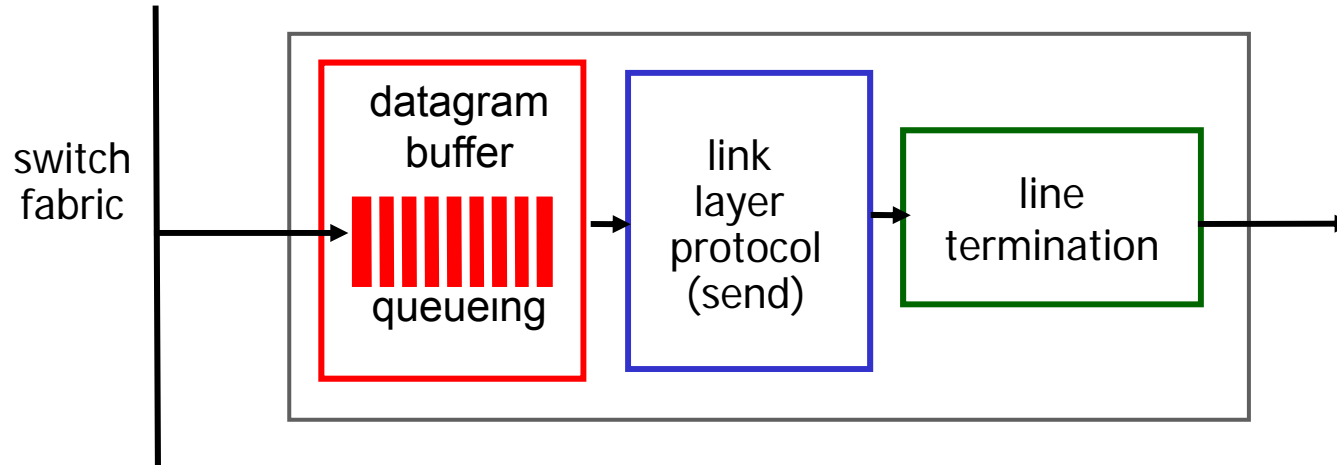 switch
fabric
datagram
buffer
queueing
link
layer
protocol
(send)
line
termination